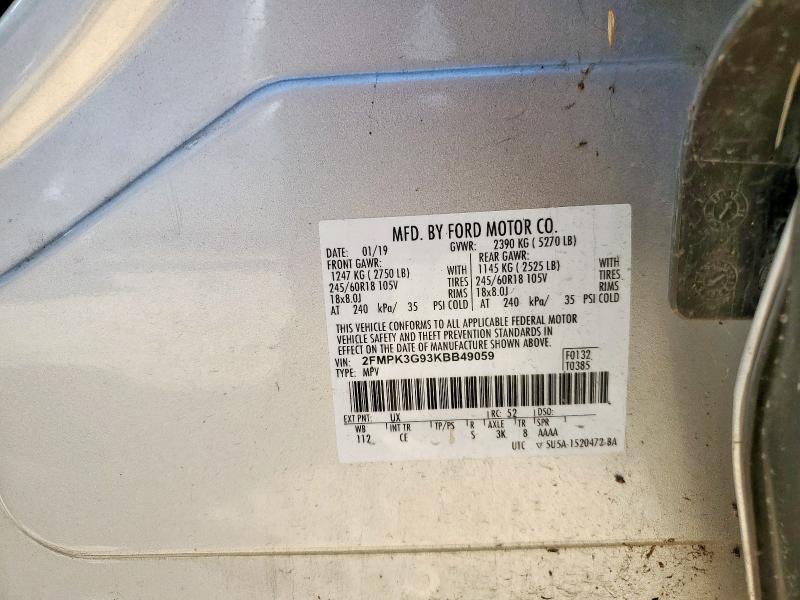 MFD. BY FORD MOTOR CO.
DATE: 01/19 GVWR: 2390 KG ( 5270 LB)
FRONT GAWR: REAR GAWR:
1247 KG ( 2750 LB) WITH 1145 KG ( 2525 LB) WITH
245/60R18 105V TIRES 245/60R18 105V TIRES
18x8.0J RIMS 18x8.0J RIMS
AT 240 kPa/ 35 PSI COLD AT 240 kPa/ 35 PSI COLD
THIS VEHICLE CONFORMS TO ALL APPLICABLE FEDERAL MOTOR
VEHICLE SAFETY AND THEFT PREVENTION STANDARDS IN
EFFECT ON THE DATE OF MANUFACTURE SHOWN ABOVE.
VIN: 2FMPK3G93KBB49059 F0132
TYPE: MPV T0385
EXT PNT: UX RC: 52 DSO:
WB INT TR TP/PS R AXLE TR SPR
112 CE S 3K 8 AAAA
UTC 5U5A-1520472-BA